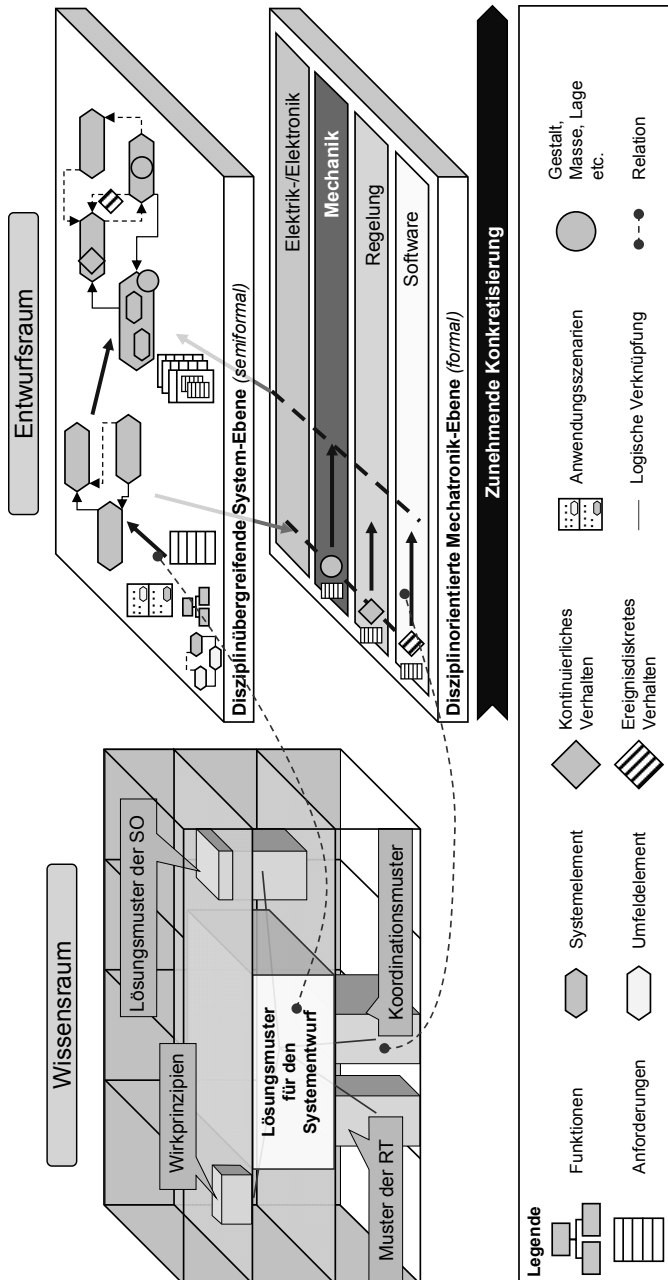 Wissensraum
Entwurfsraum
Wirkprinzipien
Lösungsmuster der SO
Lösungsmuster
für den
Systementwurf
Muster der RT
Koordinationsmuster
Disziplinübergreifende System-Ebene (semiformal)
Elektrik-/Elektronik
Mechanik
Regelung
Software
Disziplinorientierte Mechatronik-Ebene (formal)
Zunehmende Konkretisierung
Legende
Funktionen
Systemelement
Kontinuierliches
Verhalten
Anwendungsszenarien
Gestalt,
Masse, Lage
etc.
Anforderungen
Umfeldelement
Ereignisdiskretes
Verhalten
Logische Verknüpfung
Relation